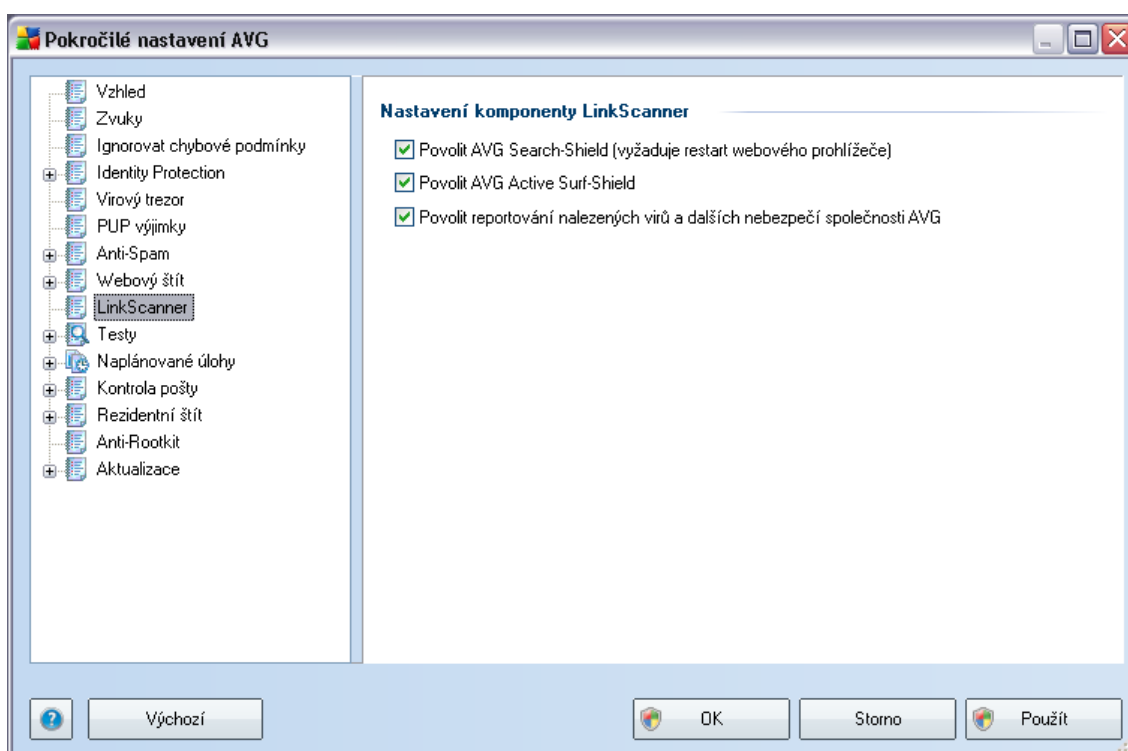 Pokročilé nastavení AVG
Vzhled
Zvuky
Ignorovat chybové podmínky
Identity Protection
Virový trezor
PUP výjimky
Anti-Spam
Webový štít
LinkScanner
Testy
Naplánované úlohy
Kontrola pošty
Rezidentní štít
Anti-Rootkit
Aktualizace
Nastavení komponenty LinkScanner
Povolit AVG Search-Shield (vyžaduje restart webového prohlížeče)
Povolit AVG Active Surf-Shield
Povolit reportování nalezených virů a dalších nebezpečí společnosti AVG
Výchozí
OK
Storno
Použít